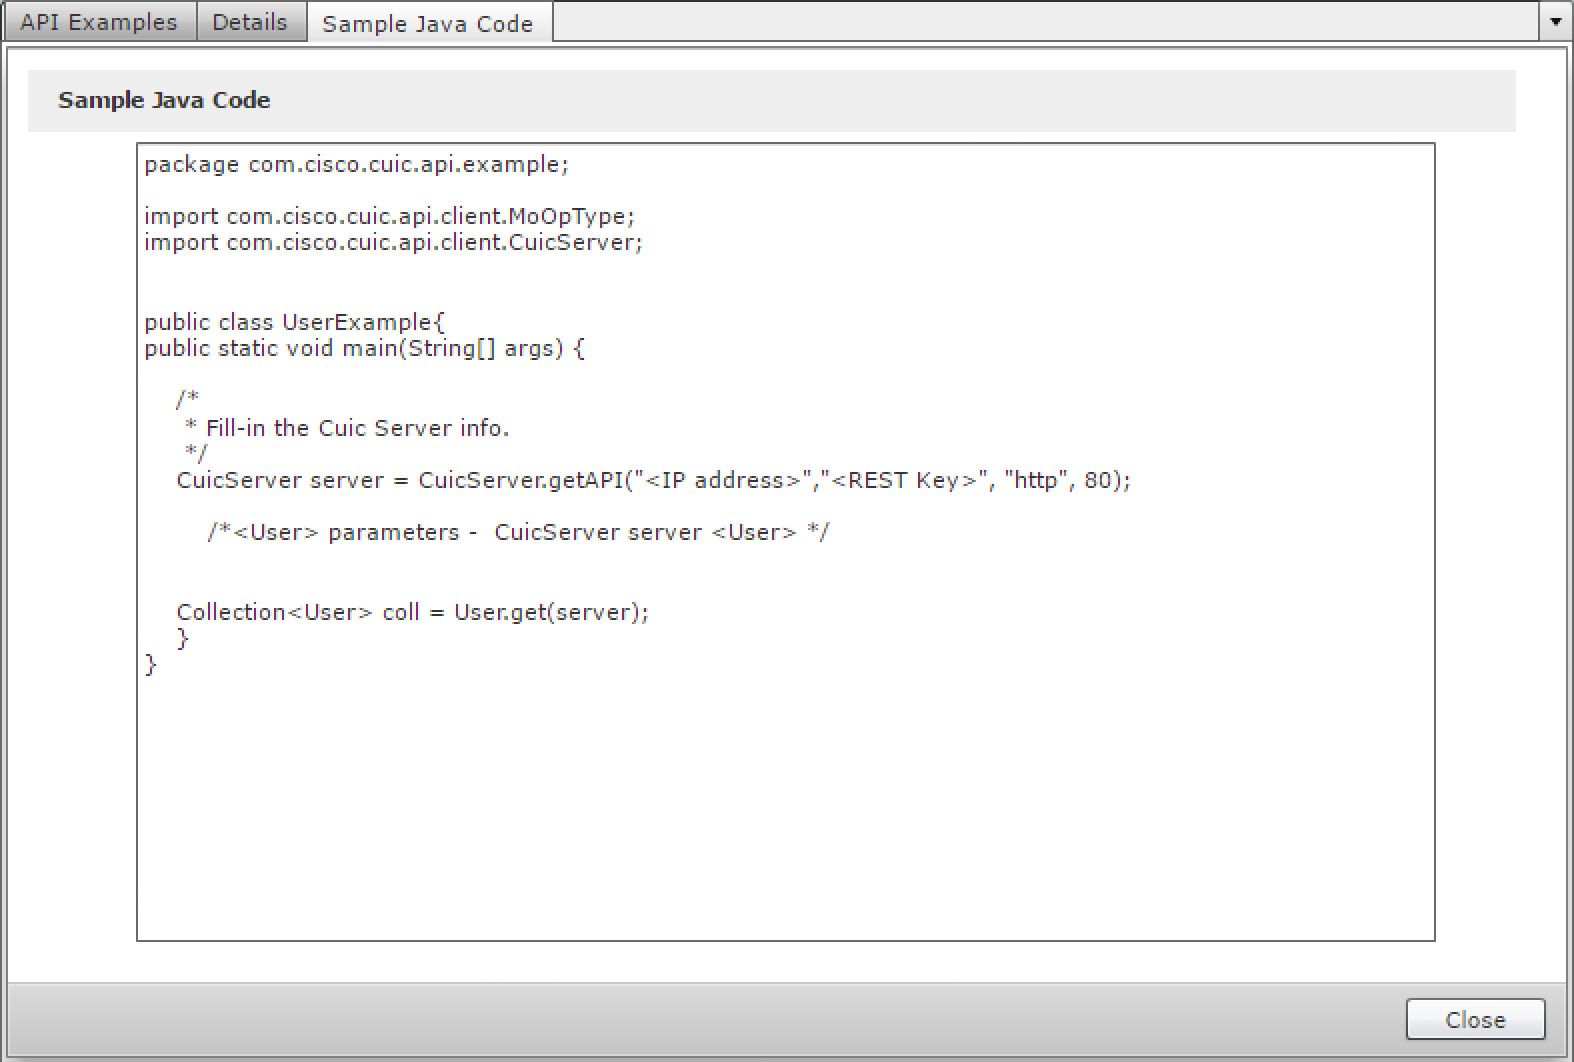 API Examples Details Sample Java Code
Sample Java Code
package com.cisco.cuic.api.example;
import com.cisco.cuic.api.client.MoOpType;
import com.cisco.cuic.api.client.CuicServer;
public class UserExample{
public static void main(String[] args) {
/*
* Fill-in the Cuic Server info.
*/
CuicServer server = CuicServer.getAPI("<IP address>","<REST Key>", "http", 80);
/*<User> parameters -  CuicServer server <User> */
Collection<User> coll = User.get(server);
}
}
Close